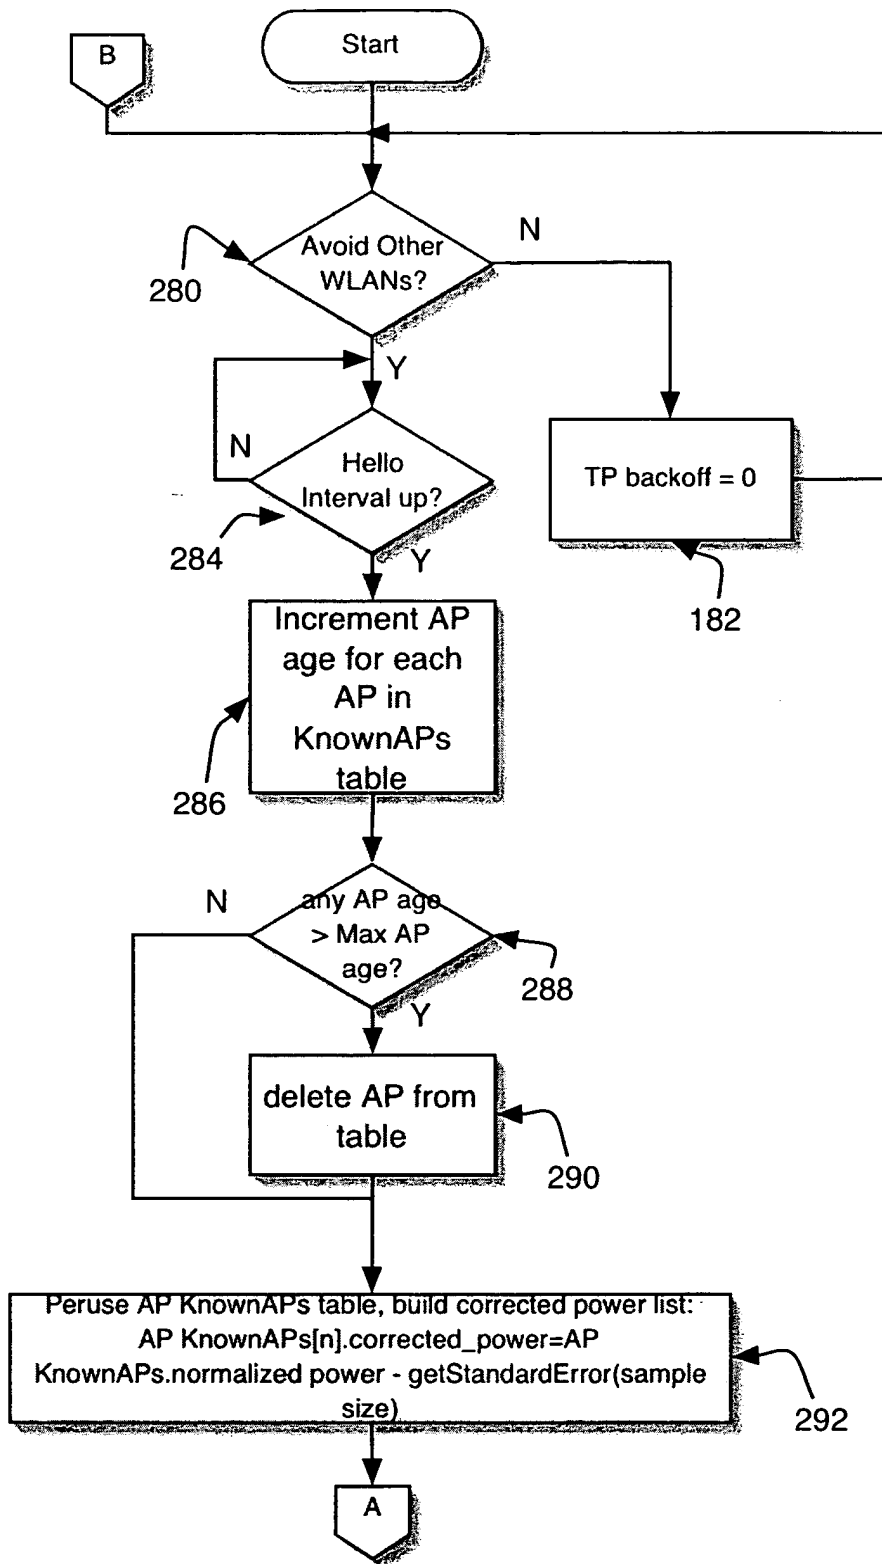 B
Start
Avoid Other
WLANs?
N
280
Y
N
Hello
Interval up?
TP backoff = 0
284
Y
182
Increment AP
age for each
AP in
KnownAPs
table
286
N
any AP age
> Max AP
age?
288
Y
delete AP from
table
290
Peruse AP KnownAPs table, build corrected power list:
AP KnownAPs[n].corrected_power=AP
KnownAPs.normalized power - getStandardError(sample
size)
292
A